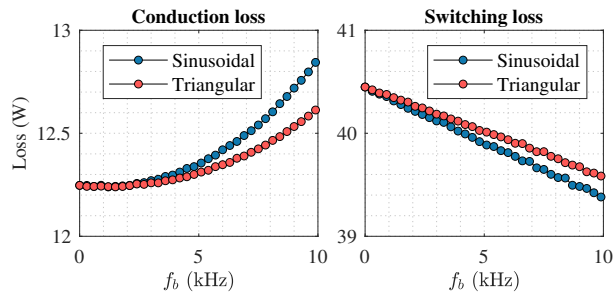 Conduction loss
Loss (W)
13
12.5
12
Sinusoidal
Triangular
0
5
10
f_b (kHz)
Switching loss
41
40
39
Sinusoidal
Triangular
0
5
10
f_b (kHz)